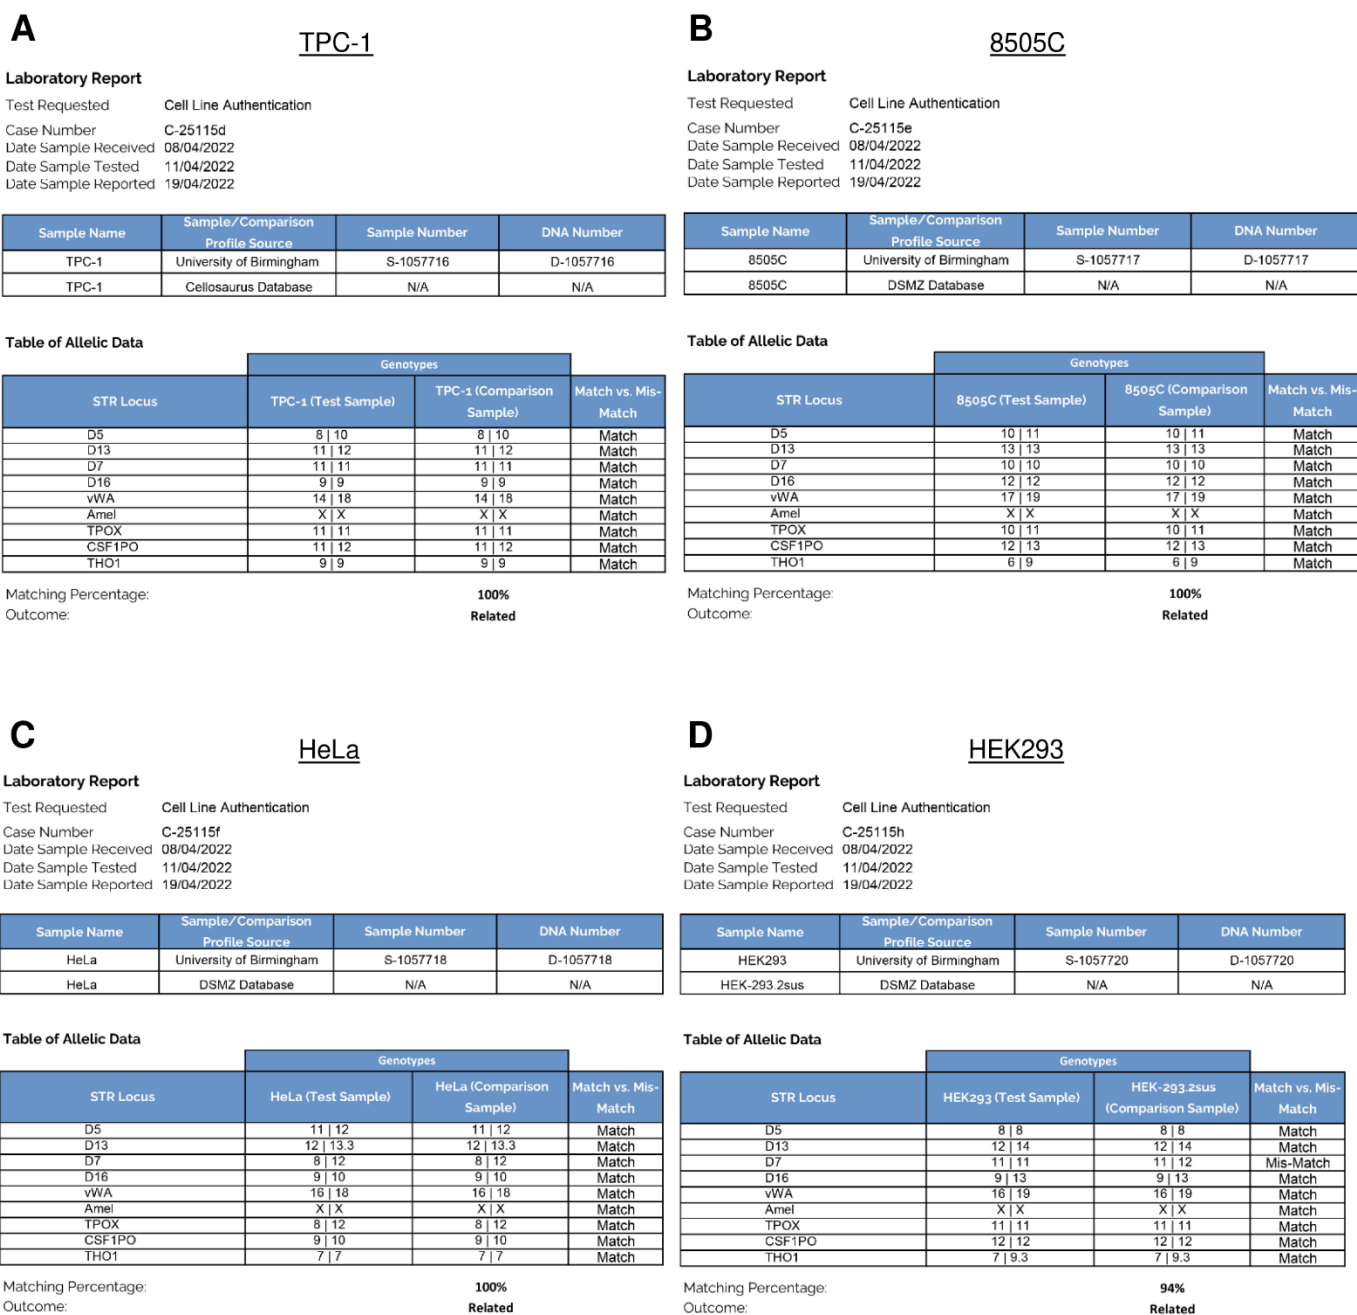 A
TPC-1
Laboratory Report
Test Requested Cell Line Authentication
Case Number C-25115d
Date Sample Received 08/04/2022
Date Sample Tested 11/04/2022
Date Sample Reported 19/04/2022
Sample Name Sample/Comparison Profile Source Sample Number DNA Number
TPC-1 University of Birmingham S-1057716 D-1057716
TPC-1 Cellosaurus Database N/A N/A
Table of Allelic Data
Genotypes
STR Locus TPC-1 (Test Sample) TPC-1 (Comparison Sample) Match vs. Mis-Match
D5 8 | 10 8 | 10 Match
D13 11 | 12 11 | 12 Match
D7 11 | 11 11 | 11 Match
D16 9 | 9 9 | 9 Match
vWA 14 | 18 14 | 18 Match
Amel X | X X | X Match
TPOX 11 | 11 11 | 11 Match
CSF1PO 11 | 12 11 | 12 Match
THO1 9 | 9 9 | 9 Match
Matching Percentage: 100%
Outcome: Related
B
8505C
Laboratory Report
Test Requested Cell Line Authentication
Case Number C-25115e
Date Sample Received 08/04/2022
Date Sample Tested 11/04/2022
Date Sample Reported 19/04/2022
Sample Name Sample/Comparison Profile Source Sample Number DNA Number
8505C University of Birmingham S-1057717 D-1057717
8505C DSMZ Database N/A N/A
Table of Allelic Data
Genotypes
STR Locus 8505C (Test Sample) 8505C (Comparison Sample) Match vs. Mis-Match
D5 10 | 11 10 | 11 Match
D13 13 | 13 13 | 13 Match
D7 10 | 10 10 | 10 Match
D16 12 | 12 12 | 12 Match
vWA 17 | 19 17 | 19 Match
Amel X | X X | X Match
TPOX 10 | 11 10 | 11 Match
CSF1PO 12 | 13 12 | 13 Match
THO1 6 | 9 6 | 9 Match
Matching Percentage: 100%
Outcome: Related
C
HeLa
Laboratory Report
Test Requested Cell Line Authentication
Case Number C-25115f
Date Sample Received 08/04/2022
Date Sample Tested 11/04/2022
Date Sample Reported 19/04/2022
Sample Name Sample/Comparison Profile Source Sample Number DNA Number
HeLa University of Birmingham S-1057718 D-1057718
HeLa DSMZ Database N/A N/A
Table of Allelic Data
Genotypes
STR Locus HeLa (Test Sample) HeLa (Comparison Sample) Match vs. Mis-Match
D5 11 | 12 11 | 12 Match
D13 12 | 13.3 12 | 13.3 Match
D7 8 | 12 8 | 12 Match
D16 9 | 10 9 | 10 Match
vWA 16 | 18 16 | 18 Match
Amel X | X X | X Match
TPOX 8 | 12 8 | 12 Match
CSF1PO 9 | 10 9 | 10 Match
THO1 7 | 7 7 | 7 Match
Matching Percentage: 100%
Outcome: Related
D
HEK293
Laboratory Report
Test Requested Cell Line Authentication
Case Number C-25115h
Date Sample Received 08/04/2022
Date Sample Tested 11/04/2022
Date Sample Reported 19/04/2022
Sample Name Sample/Comparison Profile Source Sample Number DNA Number
HEK293 University of Birmingham S-1057720 D-1057720
HEK-293.2sus DSMZ Database N/A N/A
Table of Allelic Data
Genotypes
STR Locus HEK293 (Test Sample) HEK-293.2sus (Comparison Sample) Match vs. Mis-Match
D5 8 | 8 8 | 8 Match
D13 12 | 14 12 | 14 Match
D7 11 | 11 11 | 12 Mis-Match
D16 9 | 13 9 | 13 Match
vWA 16 | 19 16 | 19 Match
Amel X | X X | X Match
TPOX 11 | 11 11 | 11 Match
CSF1PO 12 | 12 12 | 12 Match
THO1 7 | 9.3 7 | 9.3 Match
Matching Percentage: 94%
Outcome: Related